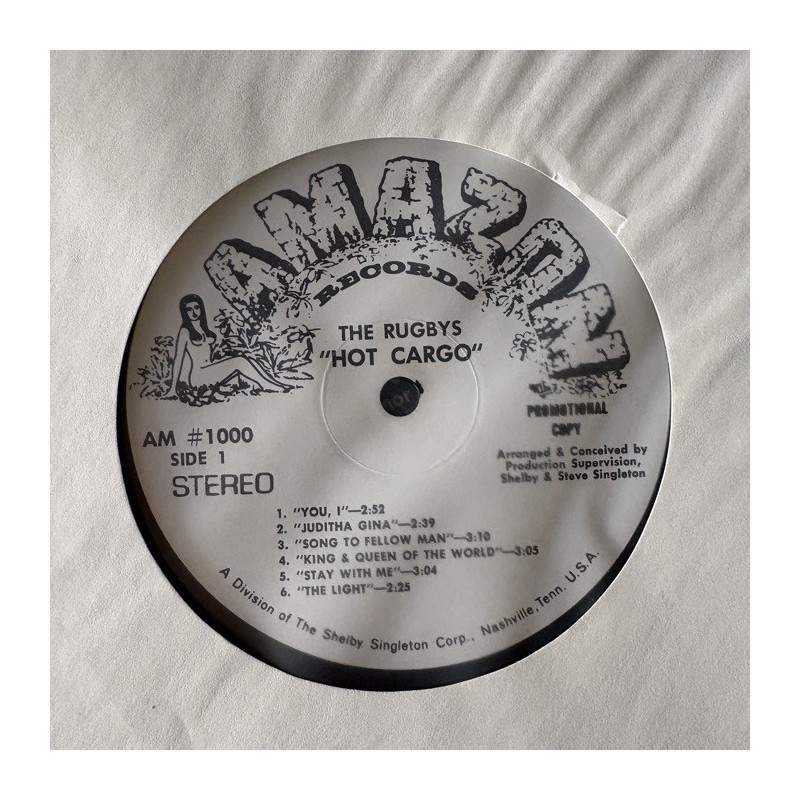 AMAZON
RECORDS
THE RUGBYS
"HOT CARGO"
PROMOTIONAL
COPY
AM #1000
SIDE 1
STEREO
Arranged & Conceived by
Production Supervision,
Shelby & Steve Singleton
1. "YOU, I"—2:52
2. "JUDITHA GINA"—2:39
3. "SONG TO FELLOW MAN"—3:10
4. "KING & QUEEN OF THE WORLD"—3:05
5. "STAY WITH ME"—3:04
6. "THE LIGHT"—2:25
A Division of The Shelby Singleton Corp., Nashville, Tenn. U.S.A.